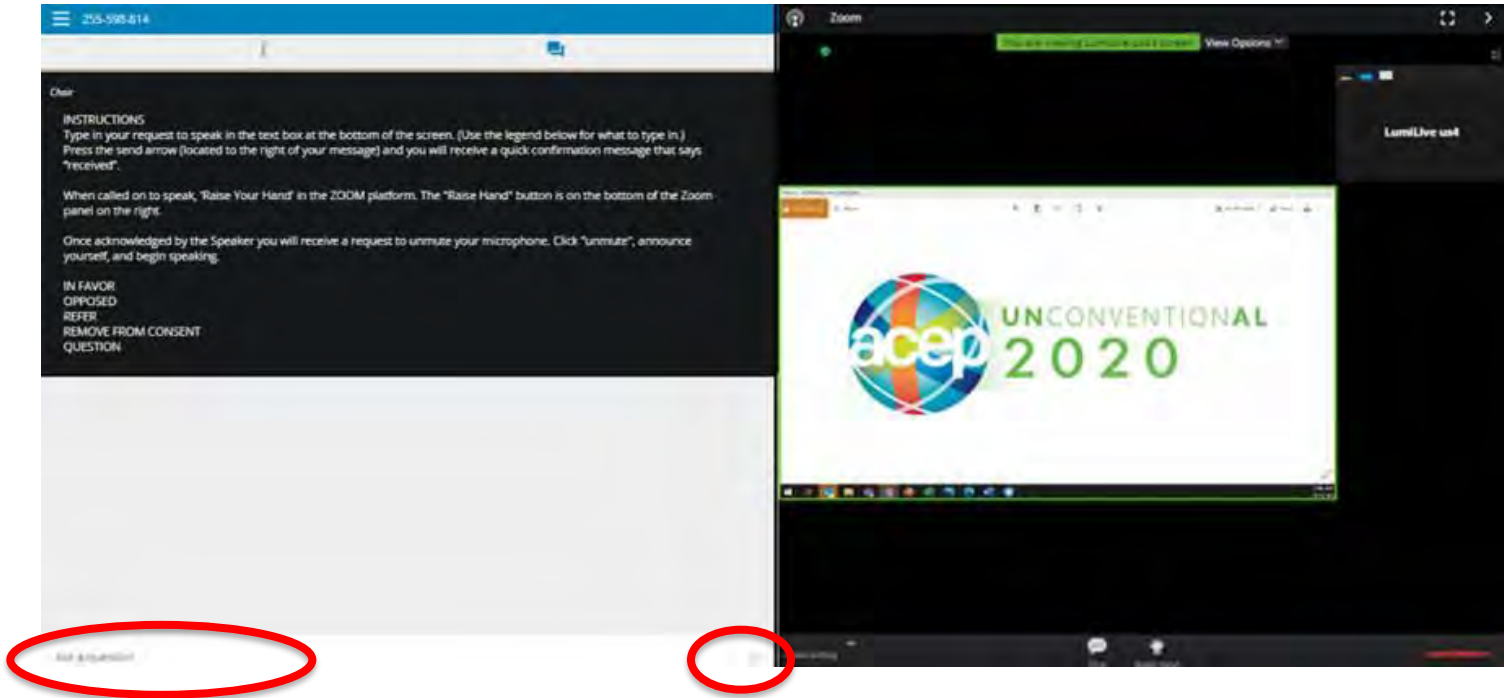 255-598-814
Chair
INSTRUCTIONS
Type in your request to speak in the text box at the bottom of the screen. (Use the legend below for what to type in.)
Press the send arrow (located to the right of your message) and you will receive a quick confirmation message that says
"received".
When called on to speak, 'Raise Your Hand' in the ZOOM platform. The "Raise Hand" button is on the bottom of the Zoom
panel on the right.
Once acknowledged by the Speaker you will receive a request to unmute your microphone. Click "unmute", announce
yourself, and begin speaking.
IN FAVOR
OPPOSED
REFER
REMOVE FROM CONSENT
QUESTION
Ask a question
Zoom
You are viewing LumiLive us4's screen
View Options
LumiLive us4
acep
UNCONVENTIONAL
2020
Chat
Raise Hand